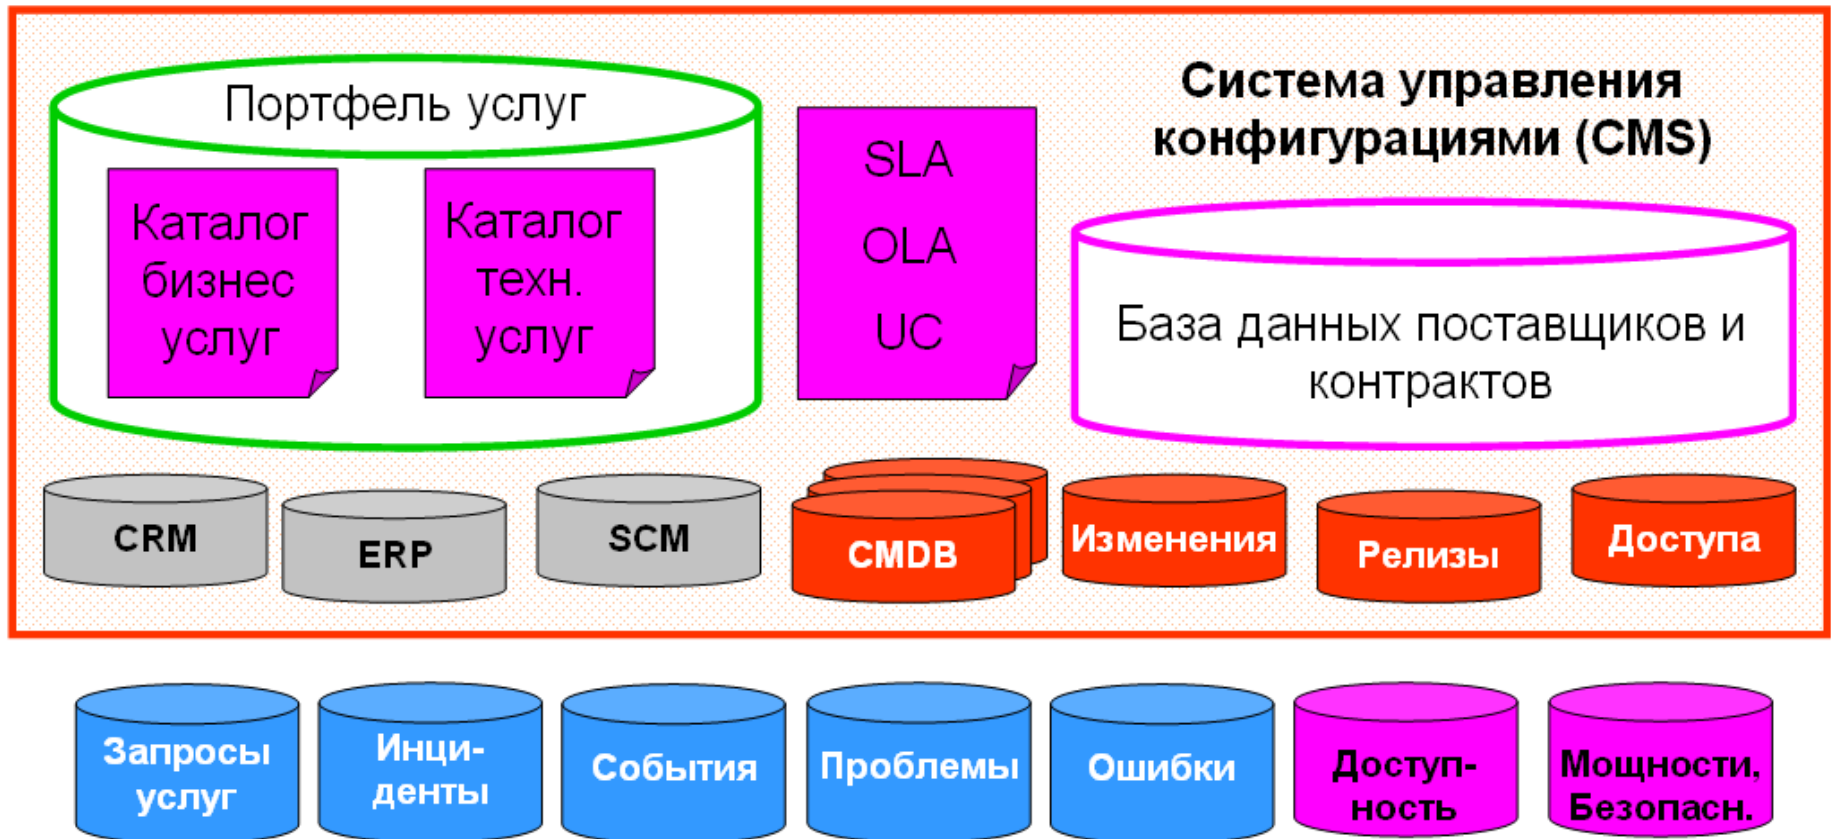 Портфель услуг
Каталог
бизнес
услуг
Каталог
техн.
услуг
SLA
OLA
UC
Система управления
конфигурациями (CMS)
База данных поставщиков и
контрактов
CRM
ERP
SCM
CMDB
Изменения
Релизы
Доступа
Запросы
услуг
Инци-
денты
События
Проблемы
Ошибки
Доступ-
ность
Мощности,
Безопасн.